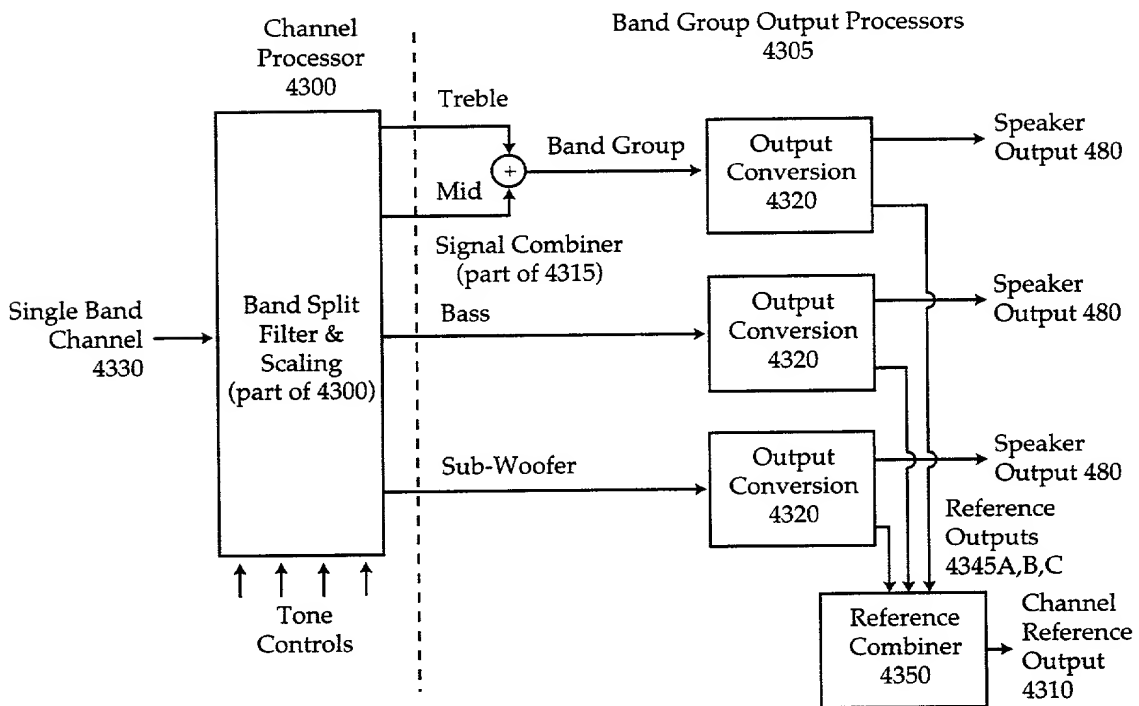 Channel
Processor
4300
Band Group Output Processors
4305
Treble
Mid
+
Band Group
Signal Combiner
(part of 4315)
Output
Conversion
4320
Speaker
Output 480
Single Band
Channel
4330
Band Split
Filter &
Scaling
(part of 4300)
Bass
Output
Conversion
4320
Speaker
Output 480
Sub-Woofer
Output
Conversion
4320
Speaker
Output 480
Reference
Outputs
4345A,B,C
Tone
Controls
Reference
Combiner
4350
Channel
Reference
Output
4310